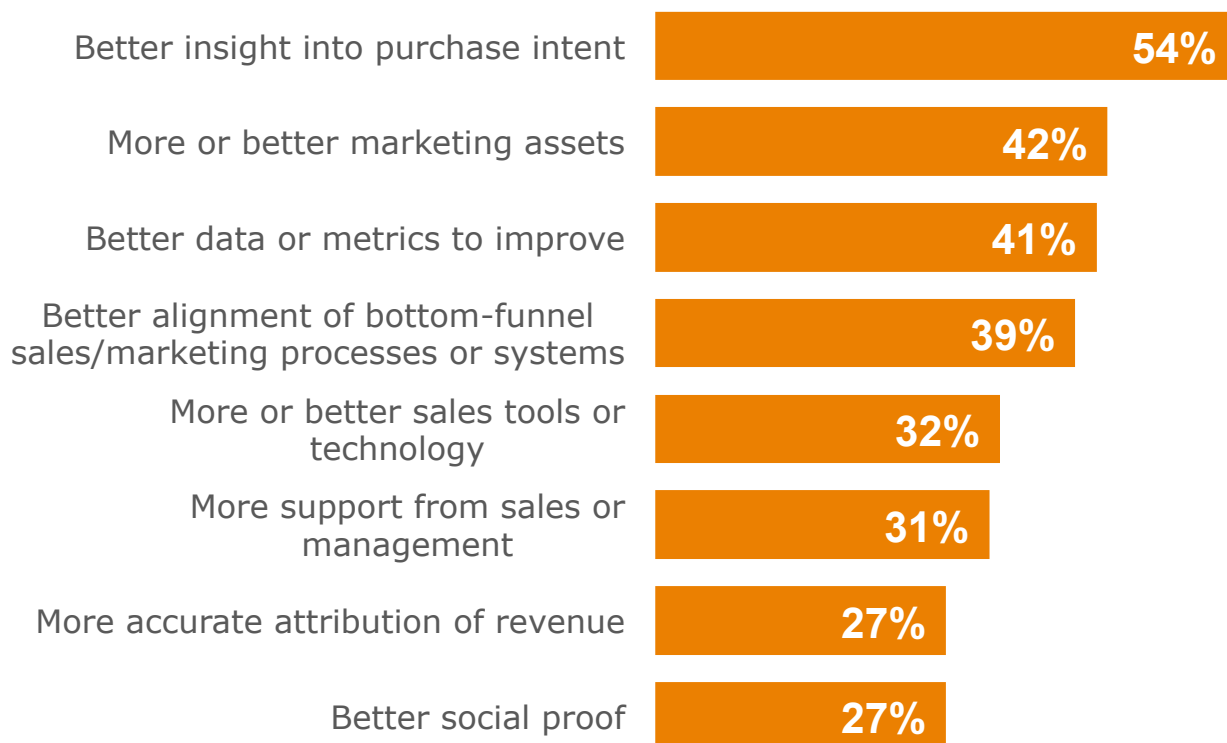 Better insight into purchase intent
54%
More or better marketing assets
42%
Better data or metrics to improve
41%
Better alignment of bottom-funnel
sales/marketing processes or systems
39%
More or better sales tools or
technology
32%
More support from sales or
management
31%
More accurate attribution of revenue
27%
Better social proof
27%